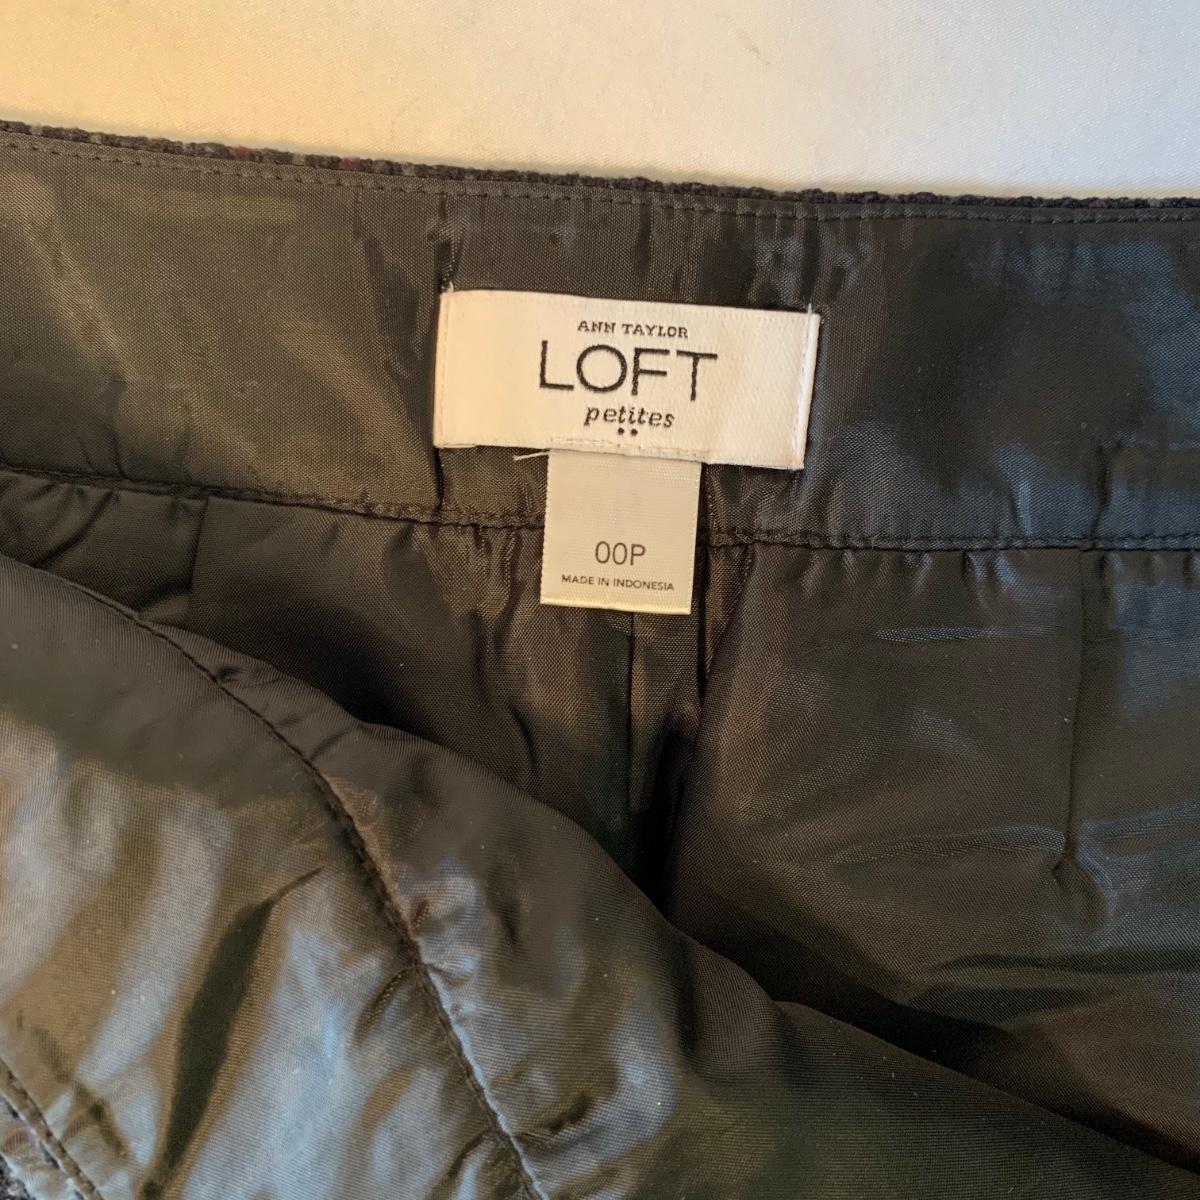 ANN TAYLOR
LOFT
petites
00P
MADE IN INDONESIA